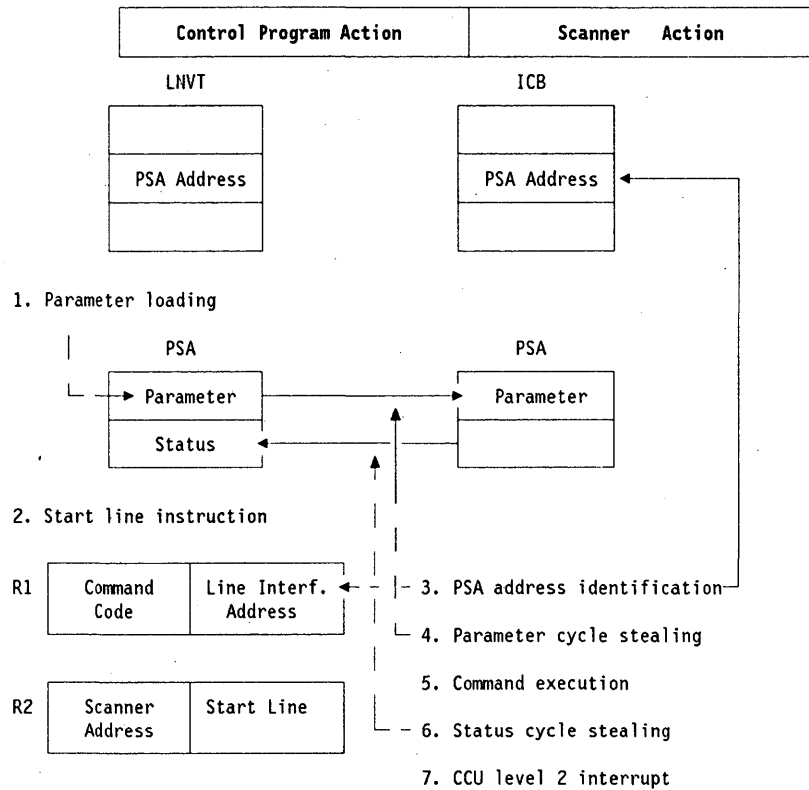 Control Program Action Scanner Action
LNVT ICB
PSA Address PSA Address
1. Parameter loading
PSA PSA
Parameter Parameter
Status
2. Start line instruction
R1 Command Code Line Interf. Address
3. PSA address identification
4. Parameter cycle stealing
5. Command execution
R2 Scanner Address Start Line
6. Status cycle stealing
7. CCU level 2 interrupt